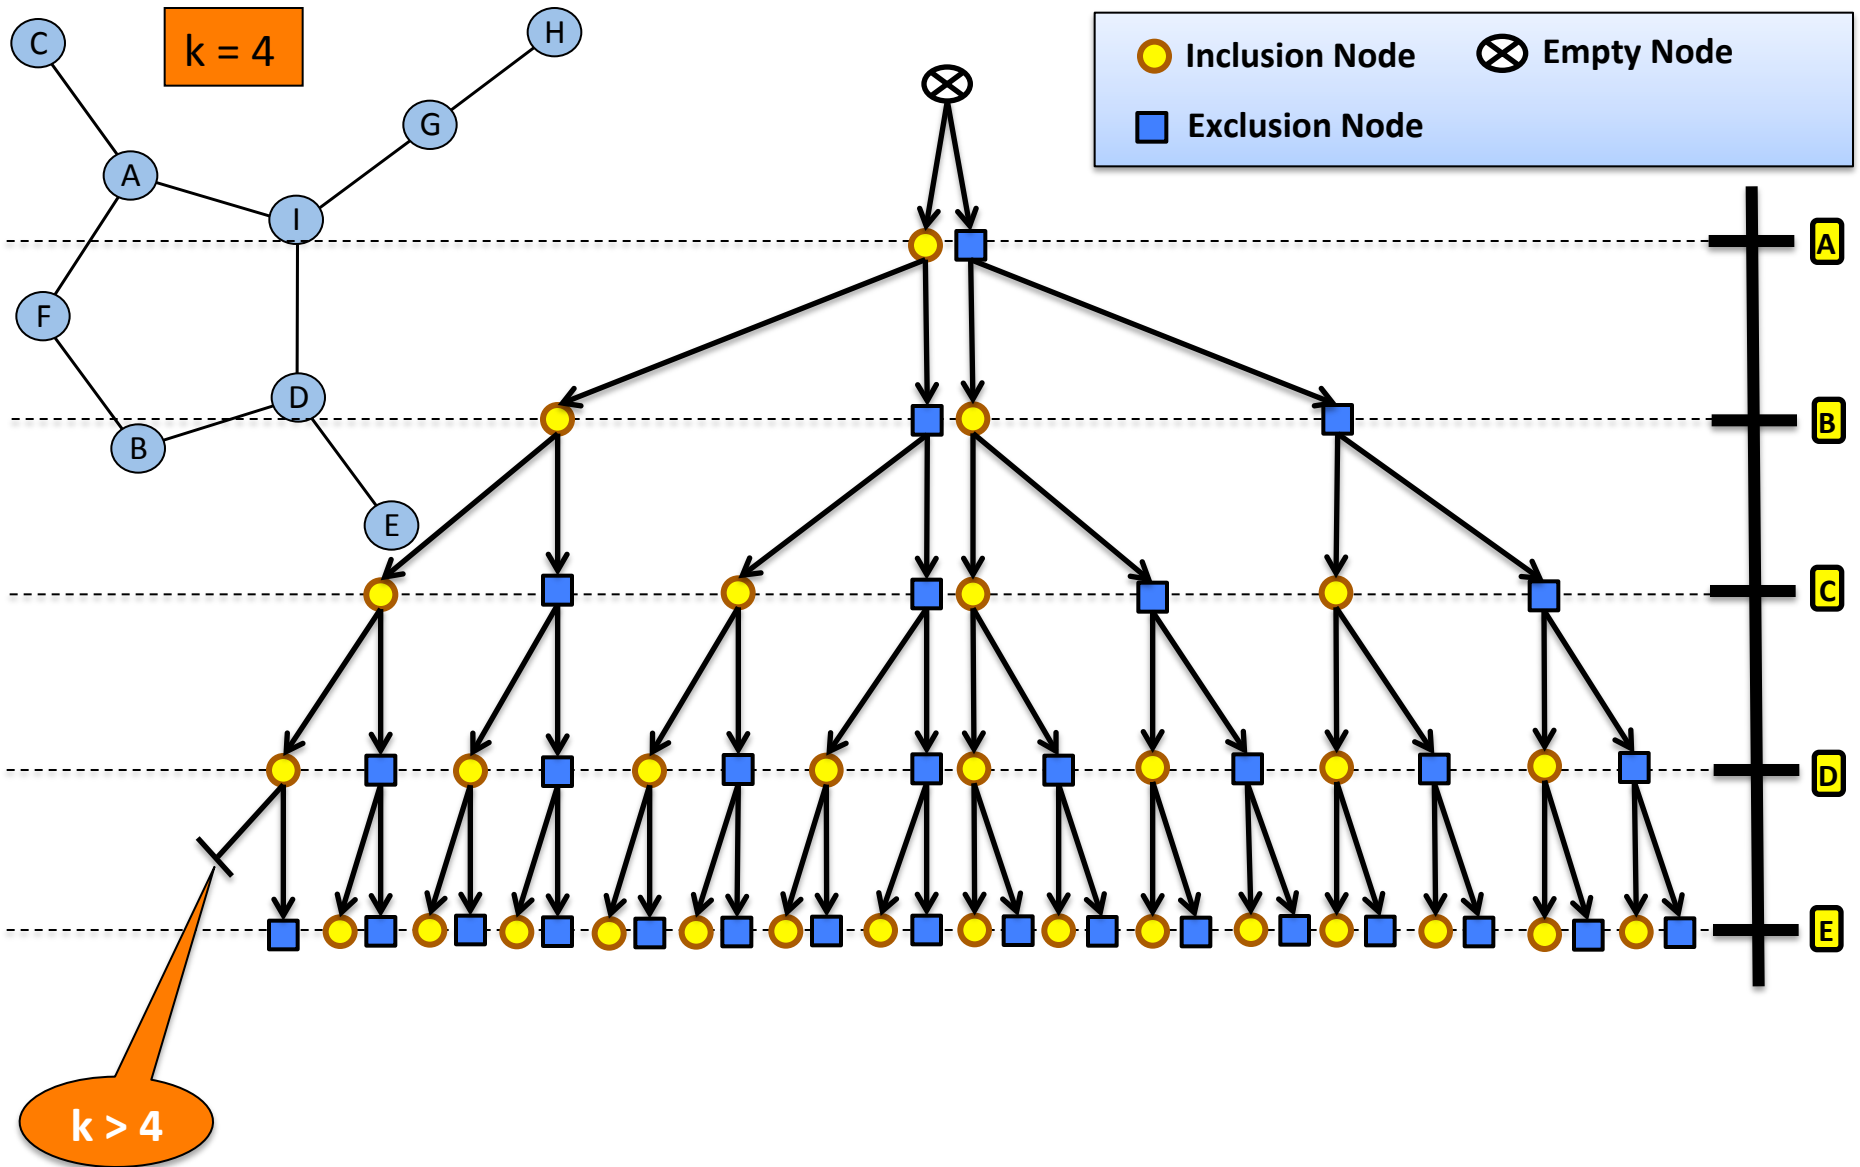 C
k = 4
H
Inclusion Node
Empty Node
G
Exclusion Node
A
I
A
F
D
B
B
E
C
D
E
k > 4